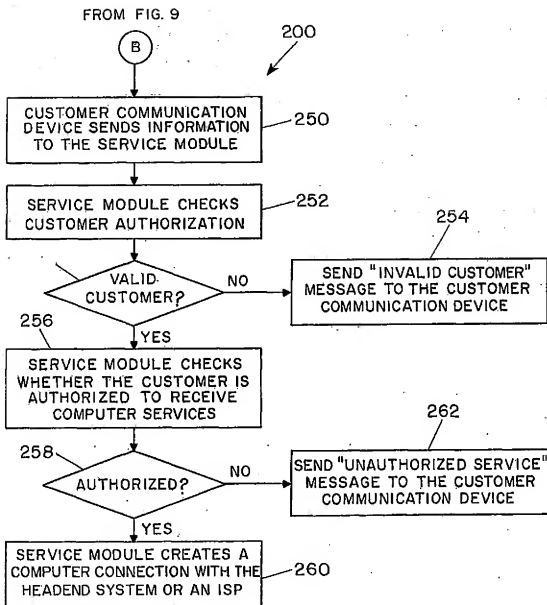 FROM FIG. 9
B
200
CUSTOMER COMMUNICATION
DEVICE SENDS INFORMATION
TO THE SERVICE MODULE
250
SERVICE MODULE CHECKS
CUSTOMER AUTHORIZATION
252
254
VALID
CUSTOMER?
NO
SEND "INVALID CUSTOMER"
MESSAGE TO THE CUSTOMER
COMMUNICATION DEVICE
YES
256
SERVICE MODULE CHECKS
WHETHER THE CUSTOMER IS
AUTHORIZED TO RECEIVE
COMPUTER SERVICES
262
258
AUTHORIZED?
NO
SEND "UNAUTHORIZED SERVICE"
MESSAGE TO THE CUSTOMER
COMMUNICATION DEVICE
YES
SERVICE MODULE CREATES A
COMPUTER CONNECTION WITH THE
HEADEND SYSTEM OR AN ISP
260